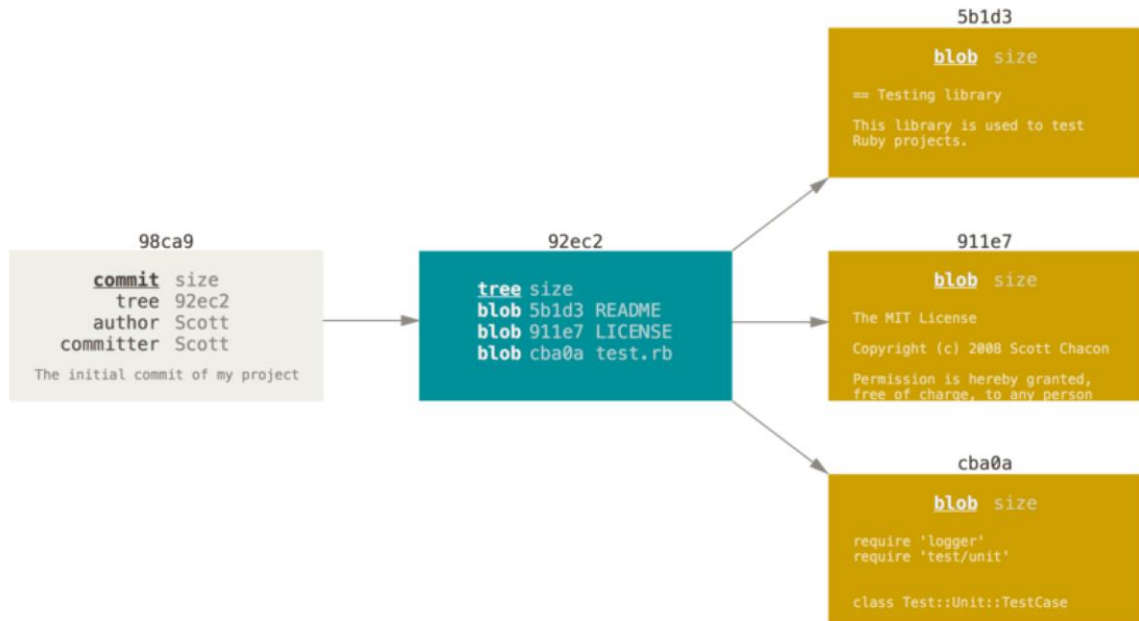 98ca9
commit size
tree 92ec2
author Scott
committer Scott
The initial commit of my project
92ec2
tree size
blob 5b1d3 README
blob 911e7 LICENSE
blob cba0a test.rb
5b1d3
blob size
== Testing library
This library is used to test
Ruby projects.
911e7
blob size
The MIT License
Copyright (c) 2008 Scott Chacon
Permission is hereby granted,
free of charge, to any person
cba0a
blob size
require 'logger'
require 'test/unit'
class Test::Unit::TestCase